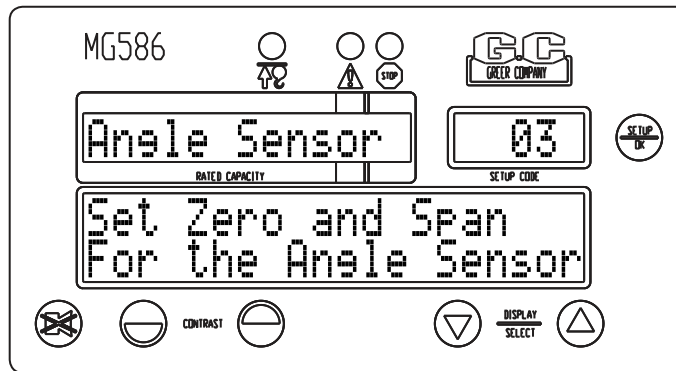 MG586
STOP
G.C
GREER COMPANY
Angle Sensor
03
SETUP
OK
RATED CAPACITY
SETUP CODE
Set Zero and Span
For the Angle Sensor
CONTRAST
DISPLAY
SELECT